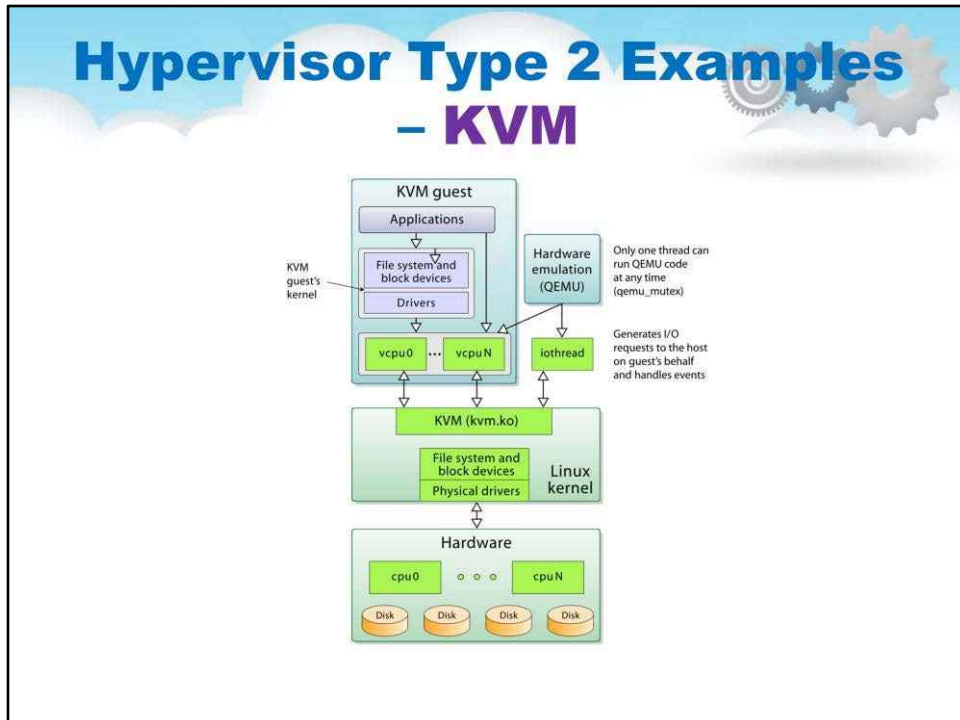 Hypervisor Type 2 Examples
– KVM
KVM guest
Applications
KVM
guest's
kernel
File system and
block devices
Drivers
Hardware
emulation
(QEMU)
Only one thread can
run QEMU code
at any time
(qemu_mutex)
vcpu0 ••• vcpuN
iothread
Generates I/O
requests to the host
on guest's behalf
and handles events
KVM (kvm.ko)
File system and
block devices
Physical drivers
Linux
kernel
Hardware
cpu0
cpuN
Disk
Disk
Disk
Disk